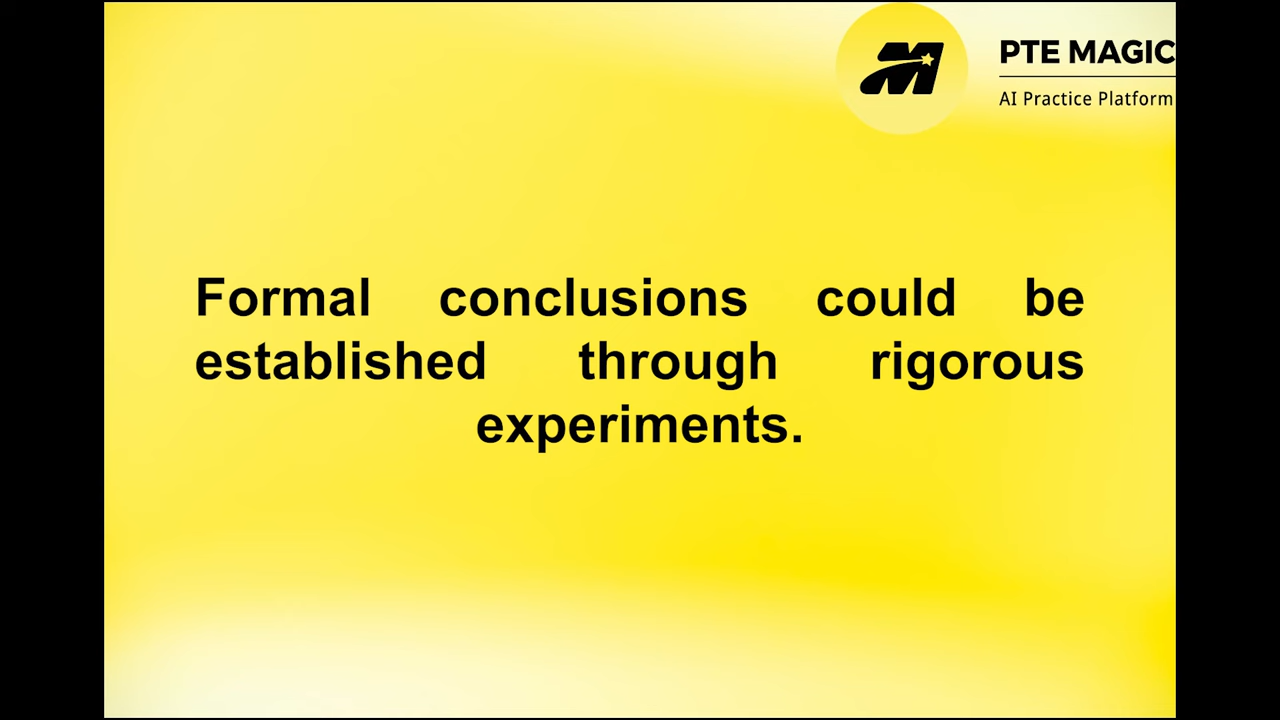 PTE MAGIC
AI Practice Platform
Formal conclusions could be
established through rigorous
experiments.